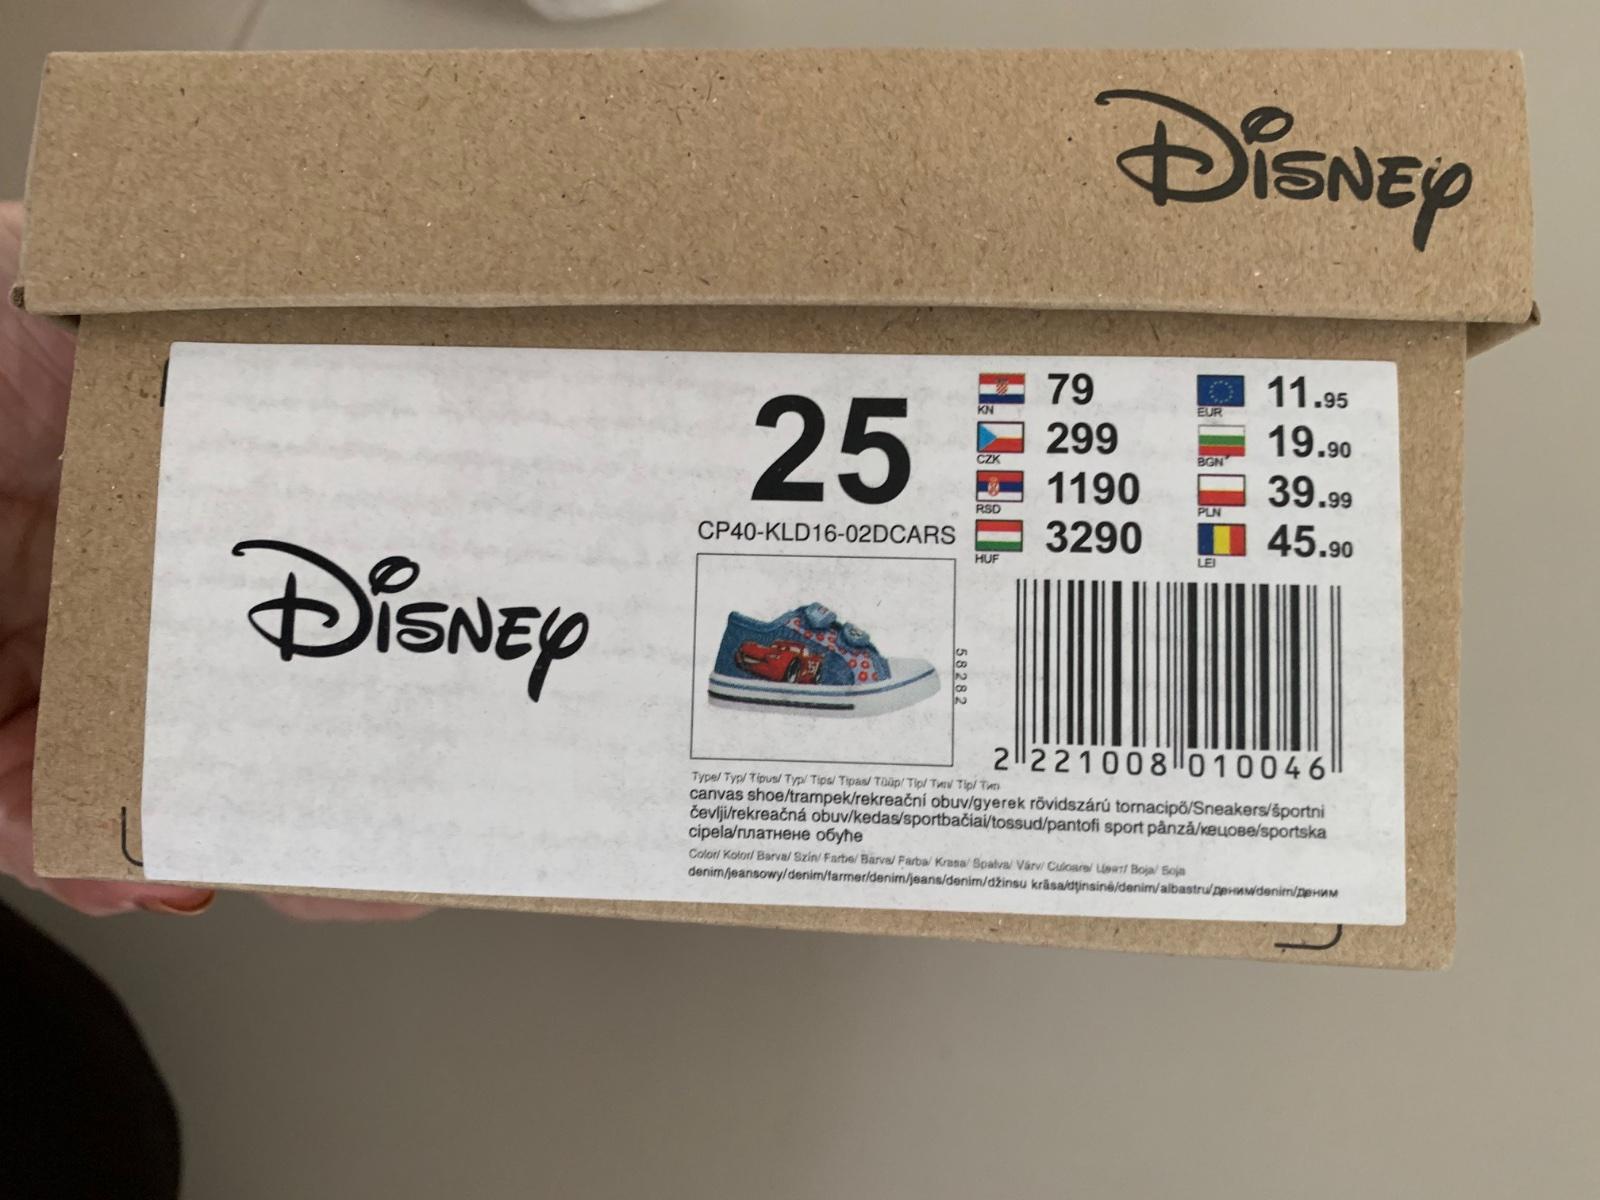 Disney
25
CP40-KLD16-02DCARS
KN 79
CZK 299
RSD 1190
HUF 3290
EUR 11.95
BGN 19.90
PLN 39.99
LEI 45.90
Disney
58282
2 221008 010046
Type/ Typ/ Típus/ Typ/ Tips/ Tipas/ Tüüp/ Tip/ Тип/ Tip/ Тип
canvas shoe/trampek/rekreační obuv/gyerek rövidszárú tornacipő/Sneakers/športni
čevlji/rekreačná obuv/kedas/sportbačiai/tossud/pantofi sport pânză/кецове/sportska
cipela/платнене обуће
Color/ Kolor/ Barva/ Szín/ Farbe/ Barva/ Farba/ Krasa/ Spalva/ Värv/ Culoare/ Цвят/ Boja/ Боја
denim/jeansowy/denim/farmer/denim/jeans/denim/džinsu krāsa/džinsinė/denim/albastru/деним/denim/деним